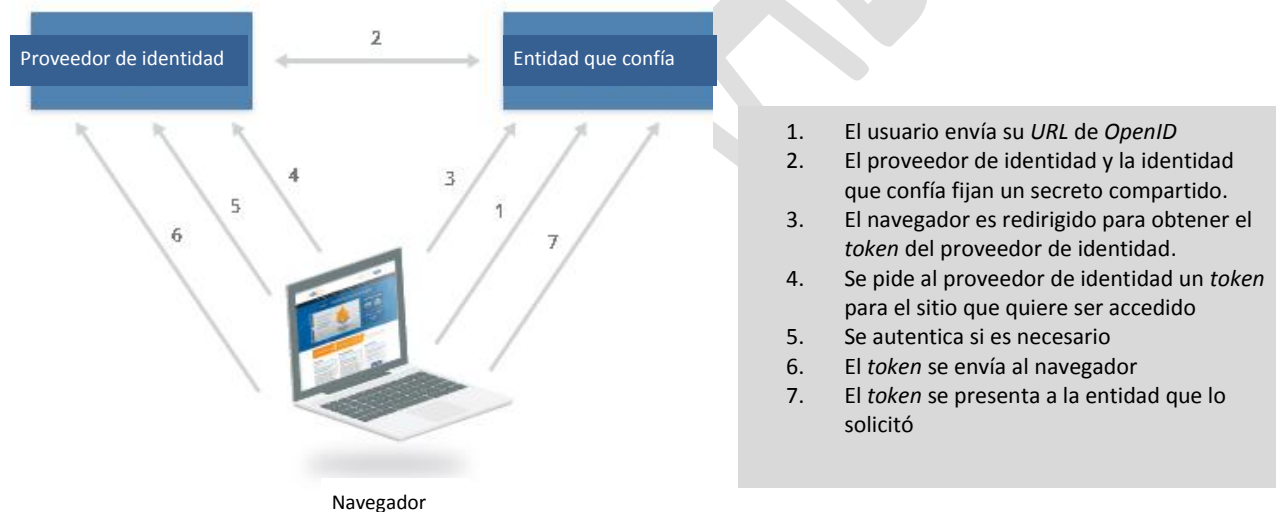 Proveedor de identidad
2
Entidad que confía
4
3
5
1
6
7
Navegador
1. El usuario envía su URL de OpenID
2. El proveedor de identidad y la identidad
que confía fijan un secreto compartido.
3. El navegador es redirigido para obtener el
token del proveedor de identidad.
4. Se pide al proveedor de identidad un token
para el sitio que quiere ser accedido
5. Se autentica si es necesario
6. El token se envía al navegador
7. El token se presenta a la entidad que lo
solicitó